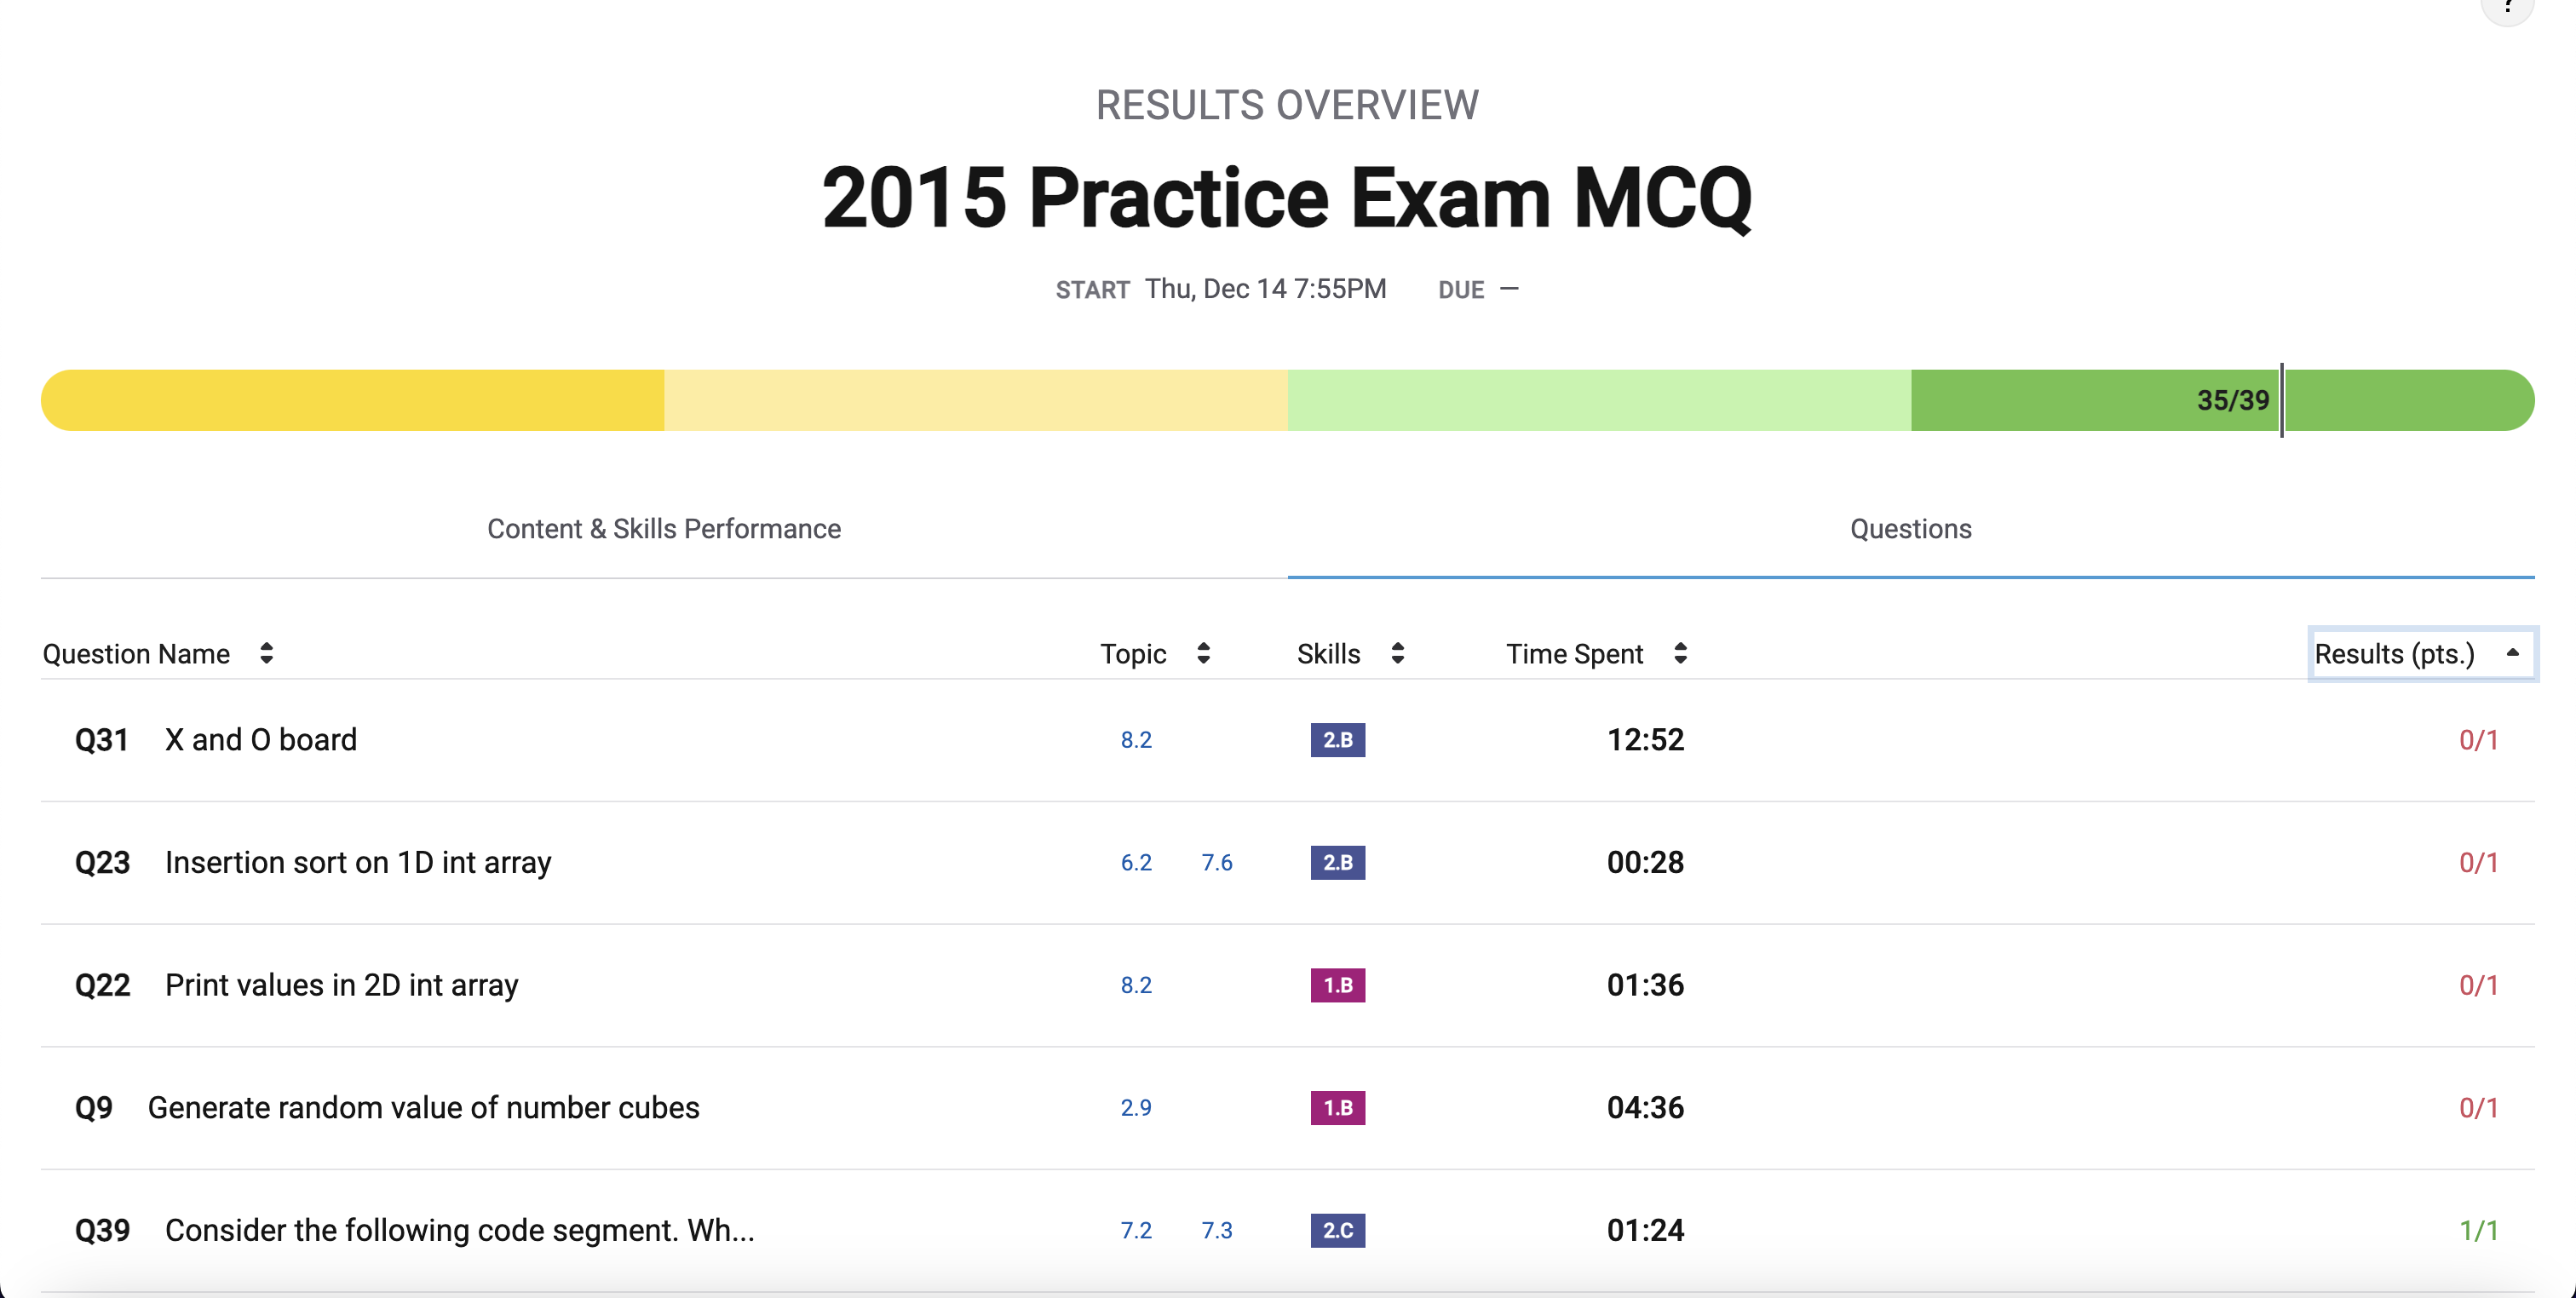 ?
RESULTS OVERVIEW
2015 Practice Exam MCQ
START Thu, Dec 14 7:55PM DUE —
35/39
Content & Skills Performance Questions
Question Name Topic Skills Time Spent Results (pts.)
Q31 X and O board 8.2 2.B 12:52 0/1
Q23 Insertion sort on 1D int array 6.2 7.6 2.B 00:28 0/1
Q22 Print values in 2D int array 8.2 1.B 01:36 0/1
Q9 Generate random value of number cubes 2.9 1.B 04:36 0/1
Q39 Consider the following code segment. Wh... 7.2 7.3 2.C 01:24 1/1